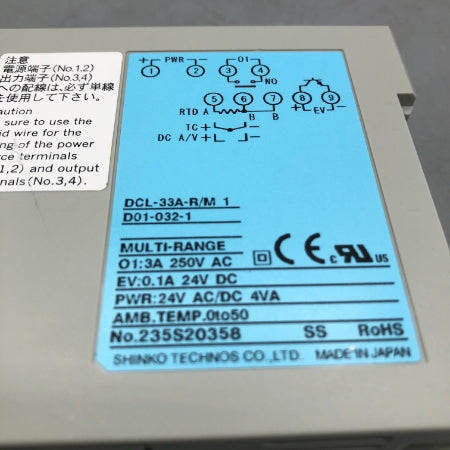 注意
電源端子(No.1,2)
出力端子(No.3,4)
への配線は、必ず単線
を使用して下さい。
aution
sure to use the
id wire for the
ng of the power
rce terminals
1,2) and output
nals(No.3,4).
+ PWR - O1
1 2 3 4
NO
5 6 7 8 9
RTD A B B + EV -
TC + -
DC A/V + -
DCL-33A-R/M 1
D01-032-1
MULTI-RANGE
O1:3A 250V AC
EV:0.1A 24V DC
PWR:24V AC/DC 4VA
AMB.TEMP.0to50
CE c RU US
No.235S20358 SS RoHS
SHINKO TECHNOS CO.,LTD. MADE IN JAPAN